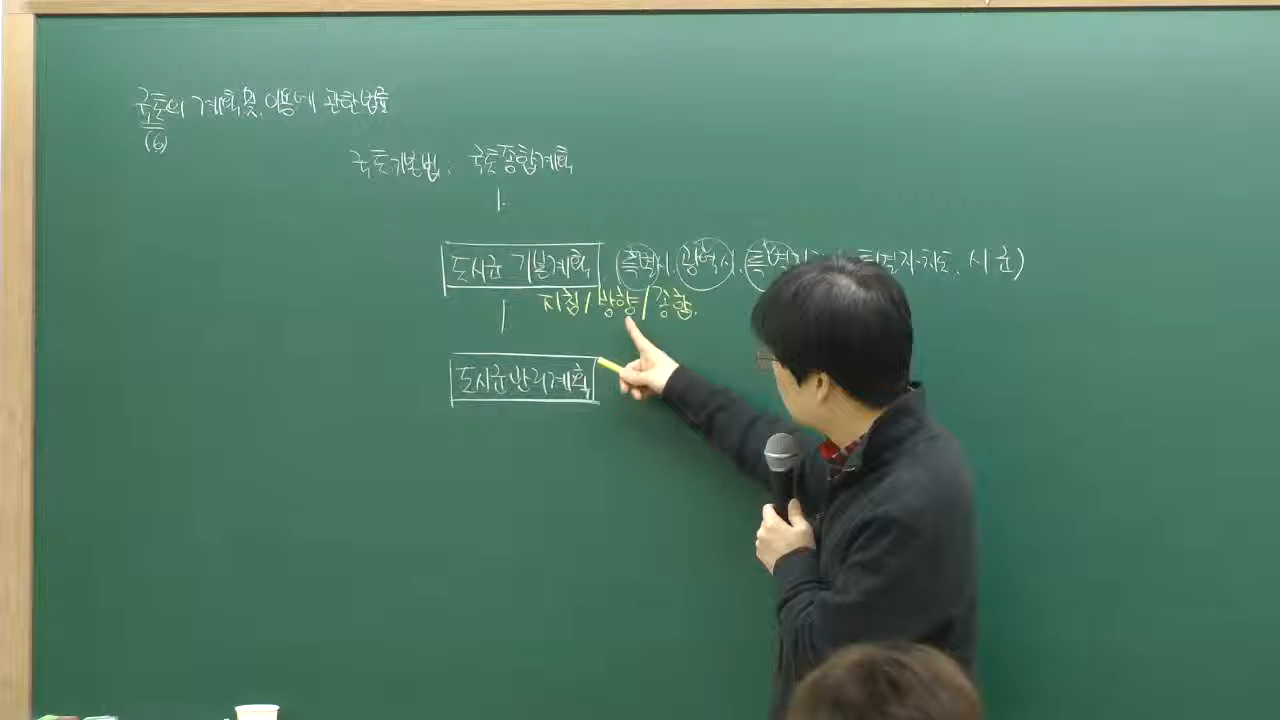 국토의 계획 및 이용에 관한 법률
(6)
국토기본법 : 국토종합계획
도시군 기본계획 (특별시, 광역시, 특별 특별자치도, 시 군)
지침 / 방향 / 종합.
도시군관리계획